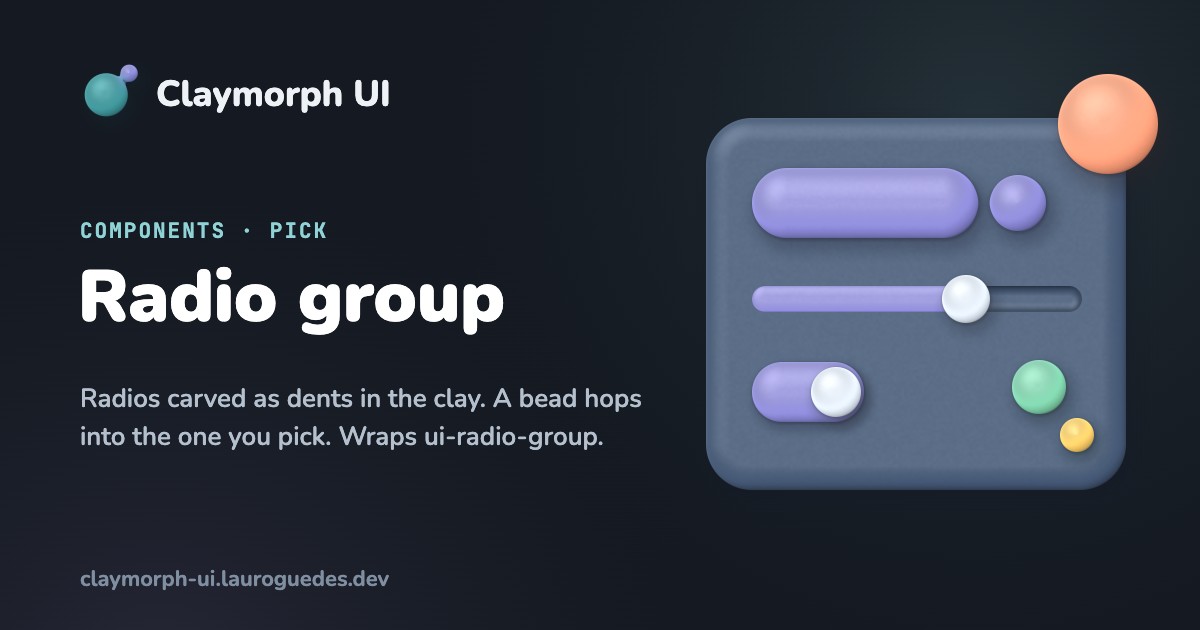 Claymorph UI
COMPONENTS · PICK
Radio group
Radios carved as dents in the clay. A bead hops
into the one you pick. Wraps ui-radio-group.
claymorph-ui.lauroguedes.dev